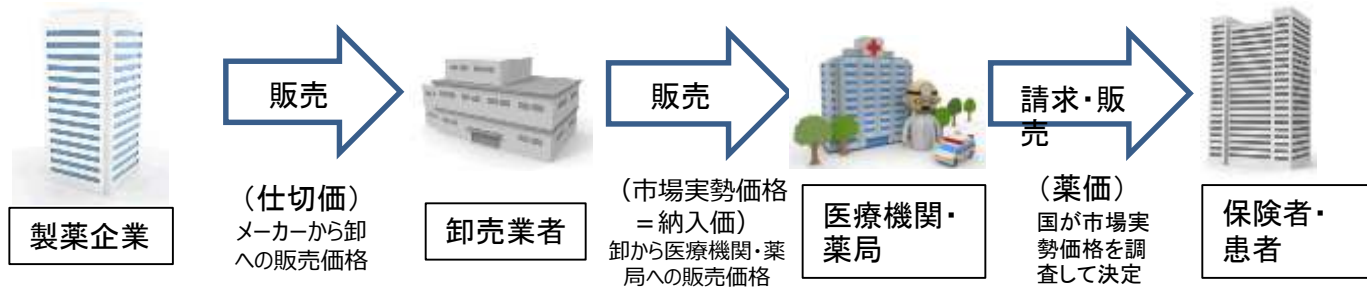 販売
販売
請求・販
売
(仕切価)
メーカーから卸
への販売価格
(市場実勢価格
=納入価)
卸から医療機関・薬
局への販売価格
(薬価)
国が市場実
勢価格を調
査して決定
製薬企業
卸売業者
医療機関・
薬局
保険者・
患者